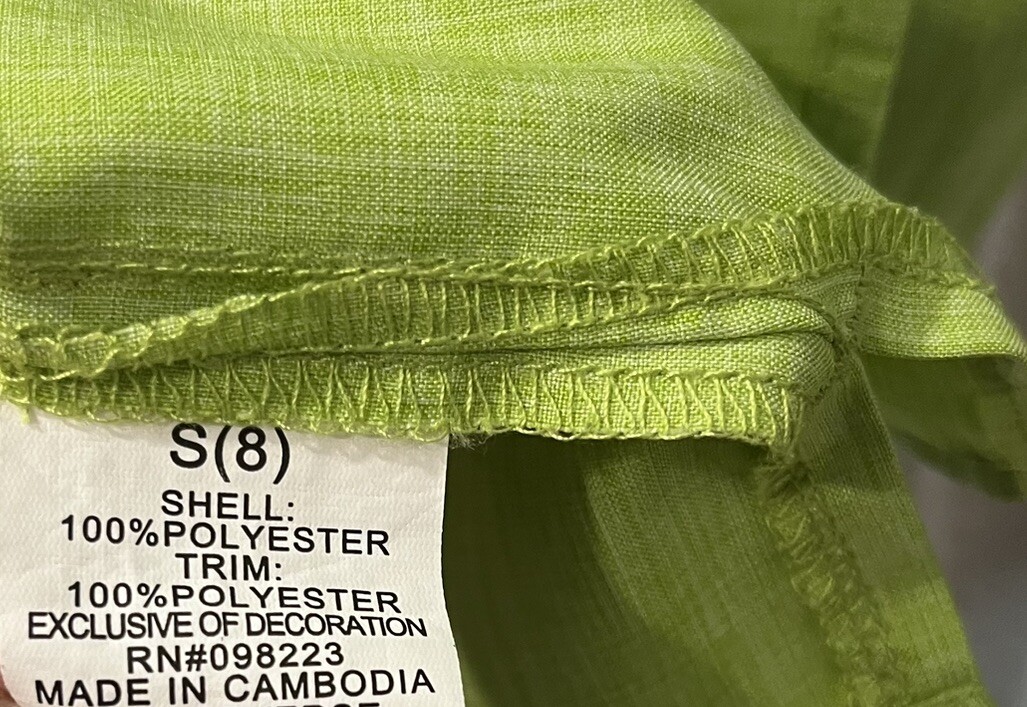 S(8)
SHELL:
100%POLYESTER
TRIM:
100%POLYESTER
EXCLUSIVE OF DECORATION
RN#098223
MADE IN CAMBODIA